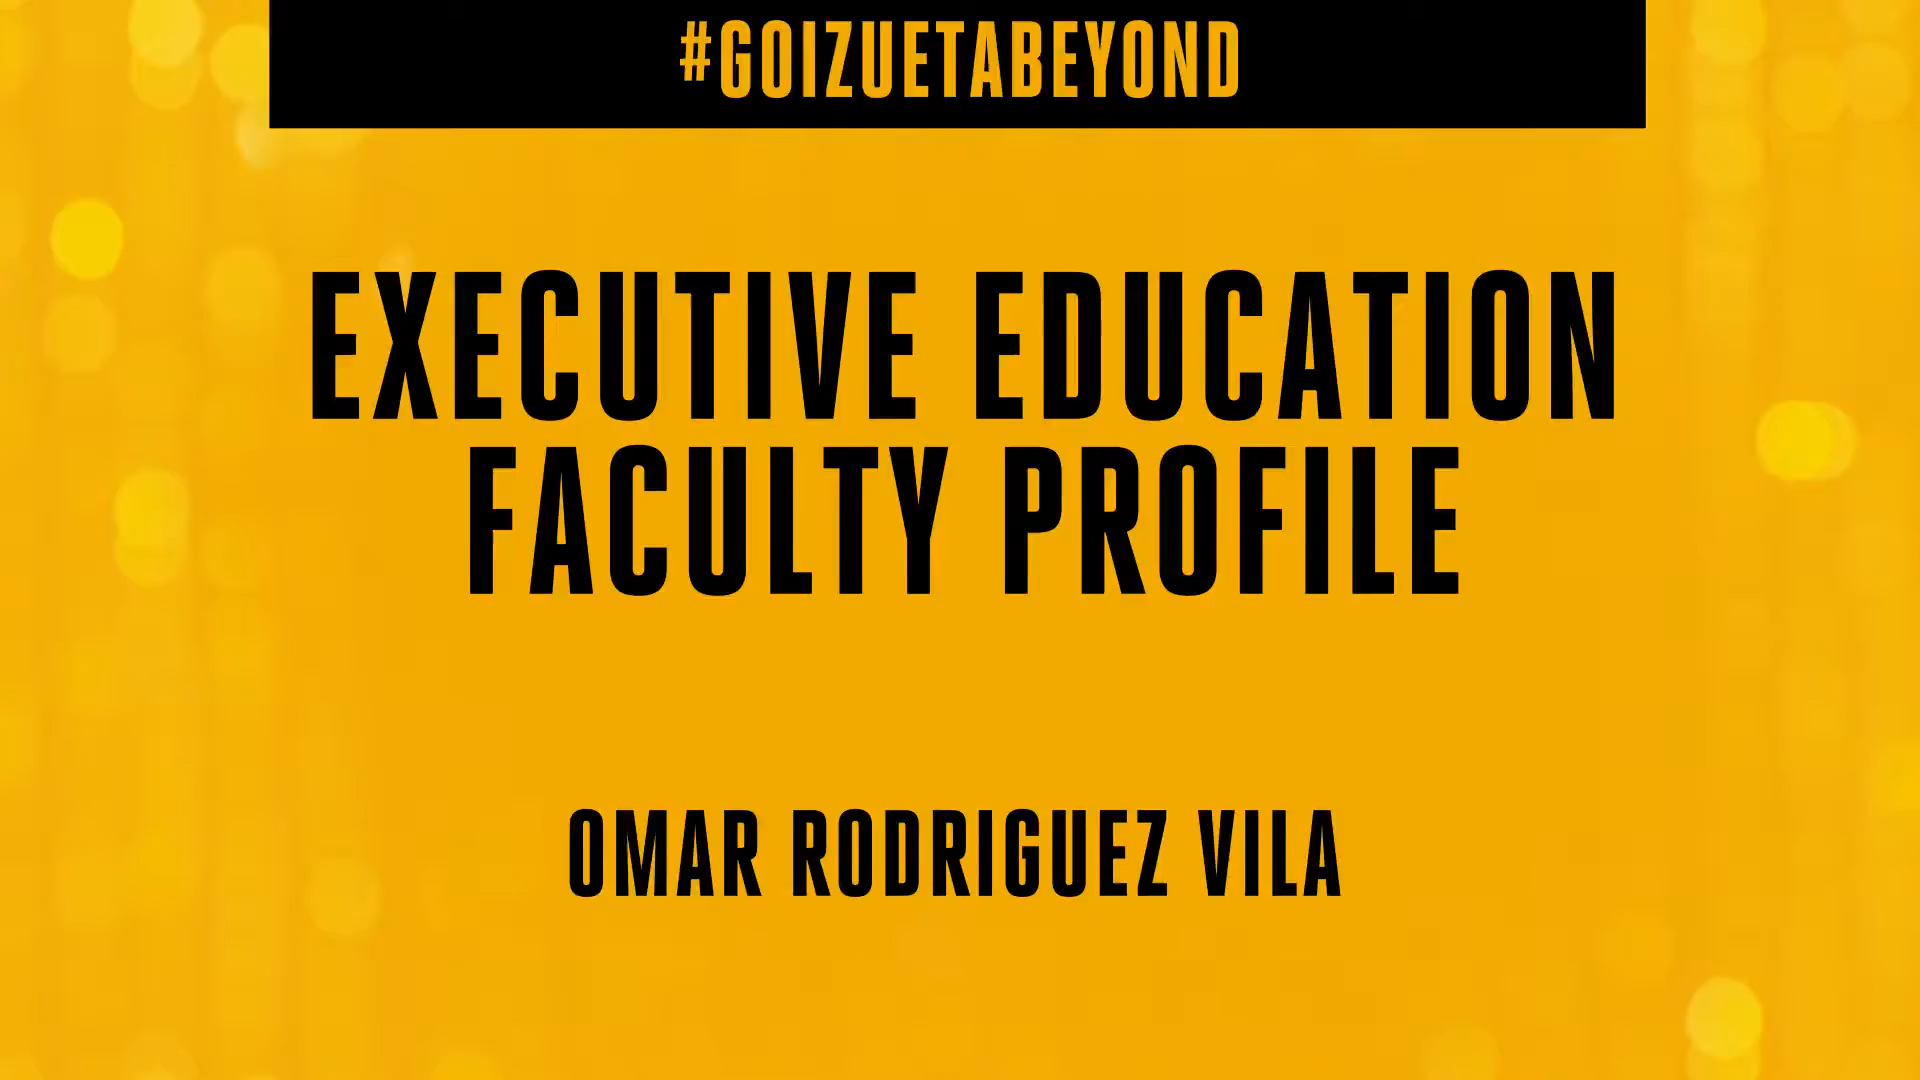 #GOIZUETABEYOND
EXECUTIVE EDUCATION
FACULTY PROFILE
OMAR RODRIGUEZ VILA